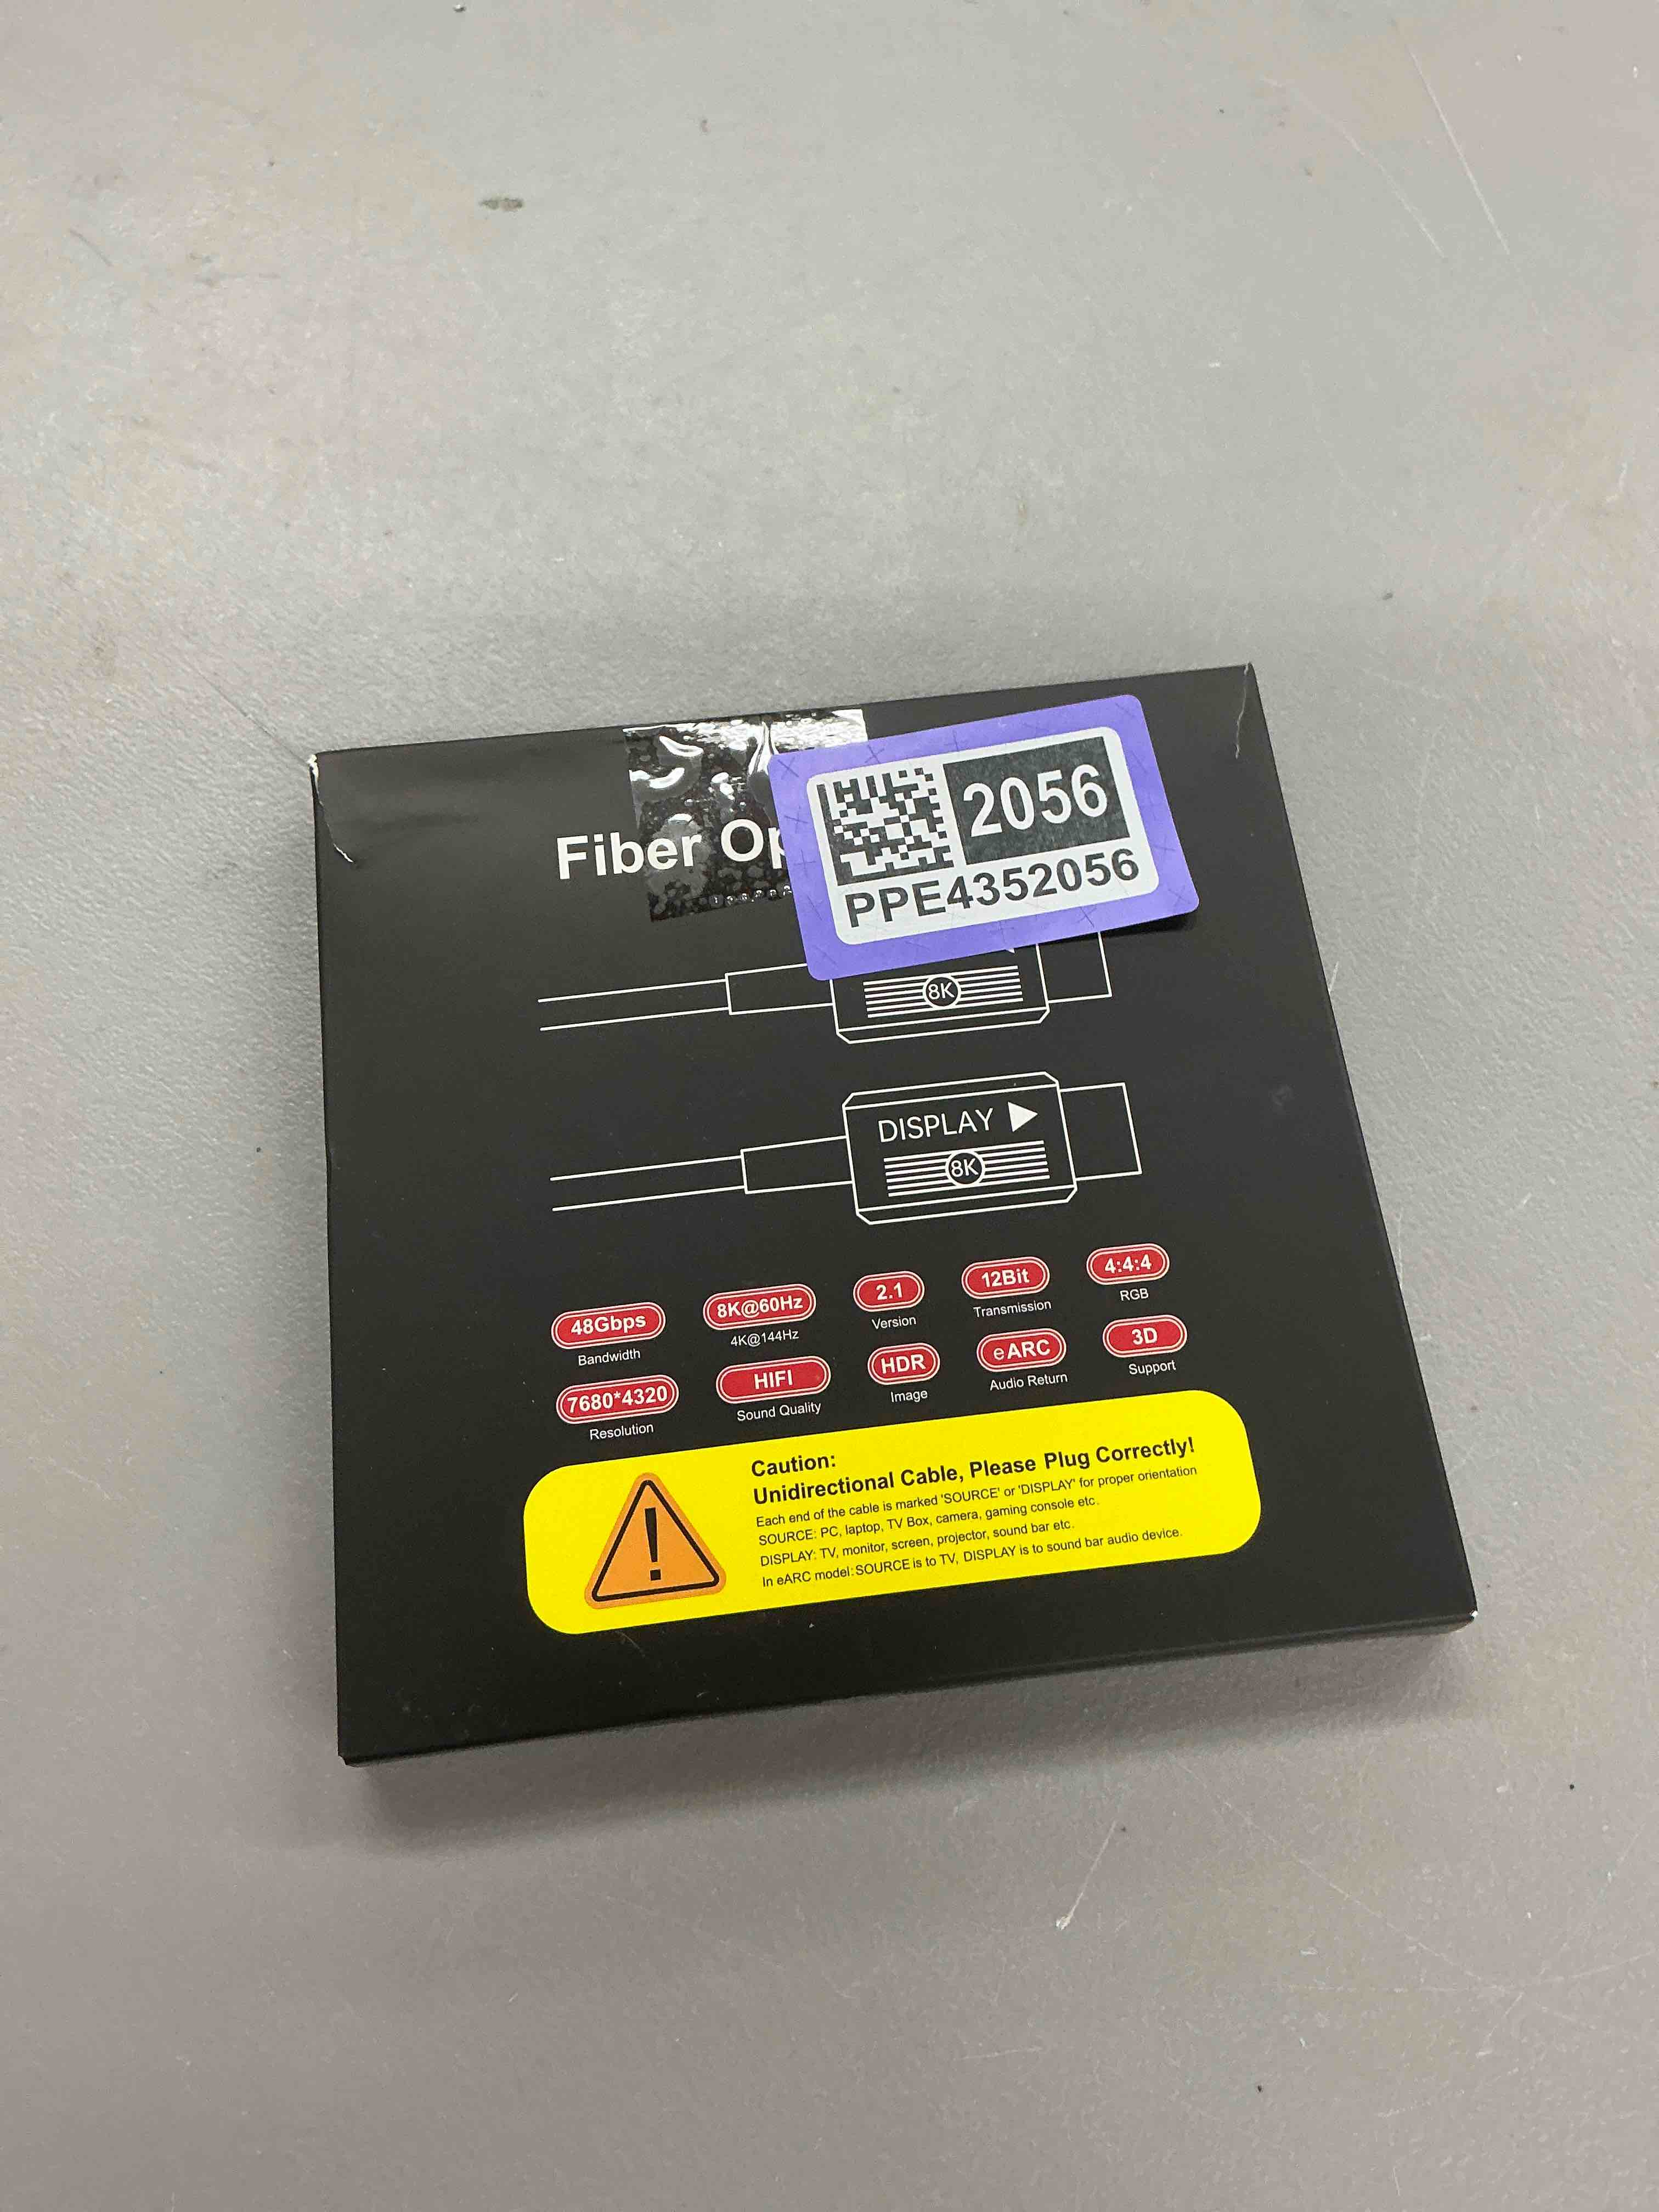 2056
PPE4352056
Fiber
8K
DISPLAY
8K
48Gbps 8K@60Hz 2.1 12Bit 4:4:4
Bandwidth 4K@144Hz Version Transmission RGB
7680*4320 HIFI HDR eARC 3D
Resolution Sound Quality Image Audio Return Support
Caution:
Unidirectional Cable, Please Plug Correctly!
Each end of the cable is marked 'SOURCE' or 'DISPLAY' for proper orientation
SOURCE: PC, laptop, TV Box, camera, gaming console etc.
DISPLAY: TV, monitor, screen, projector, sound bar etc.
In eARC model: SOURCE is to TV, DISPLAY is to sound bar audio device.